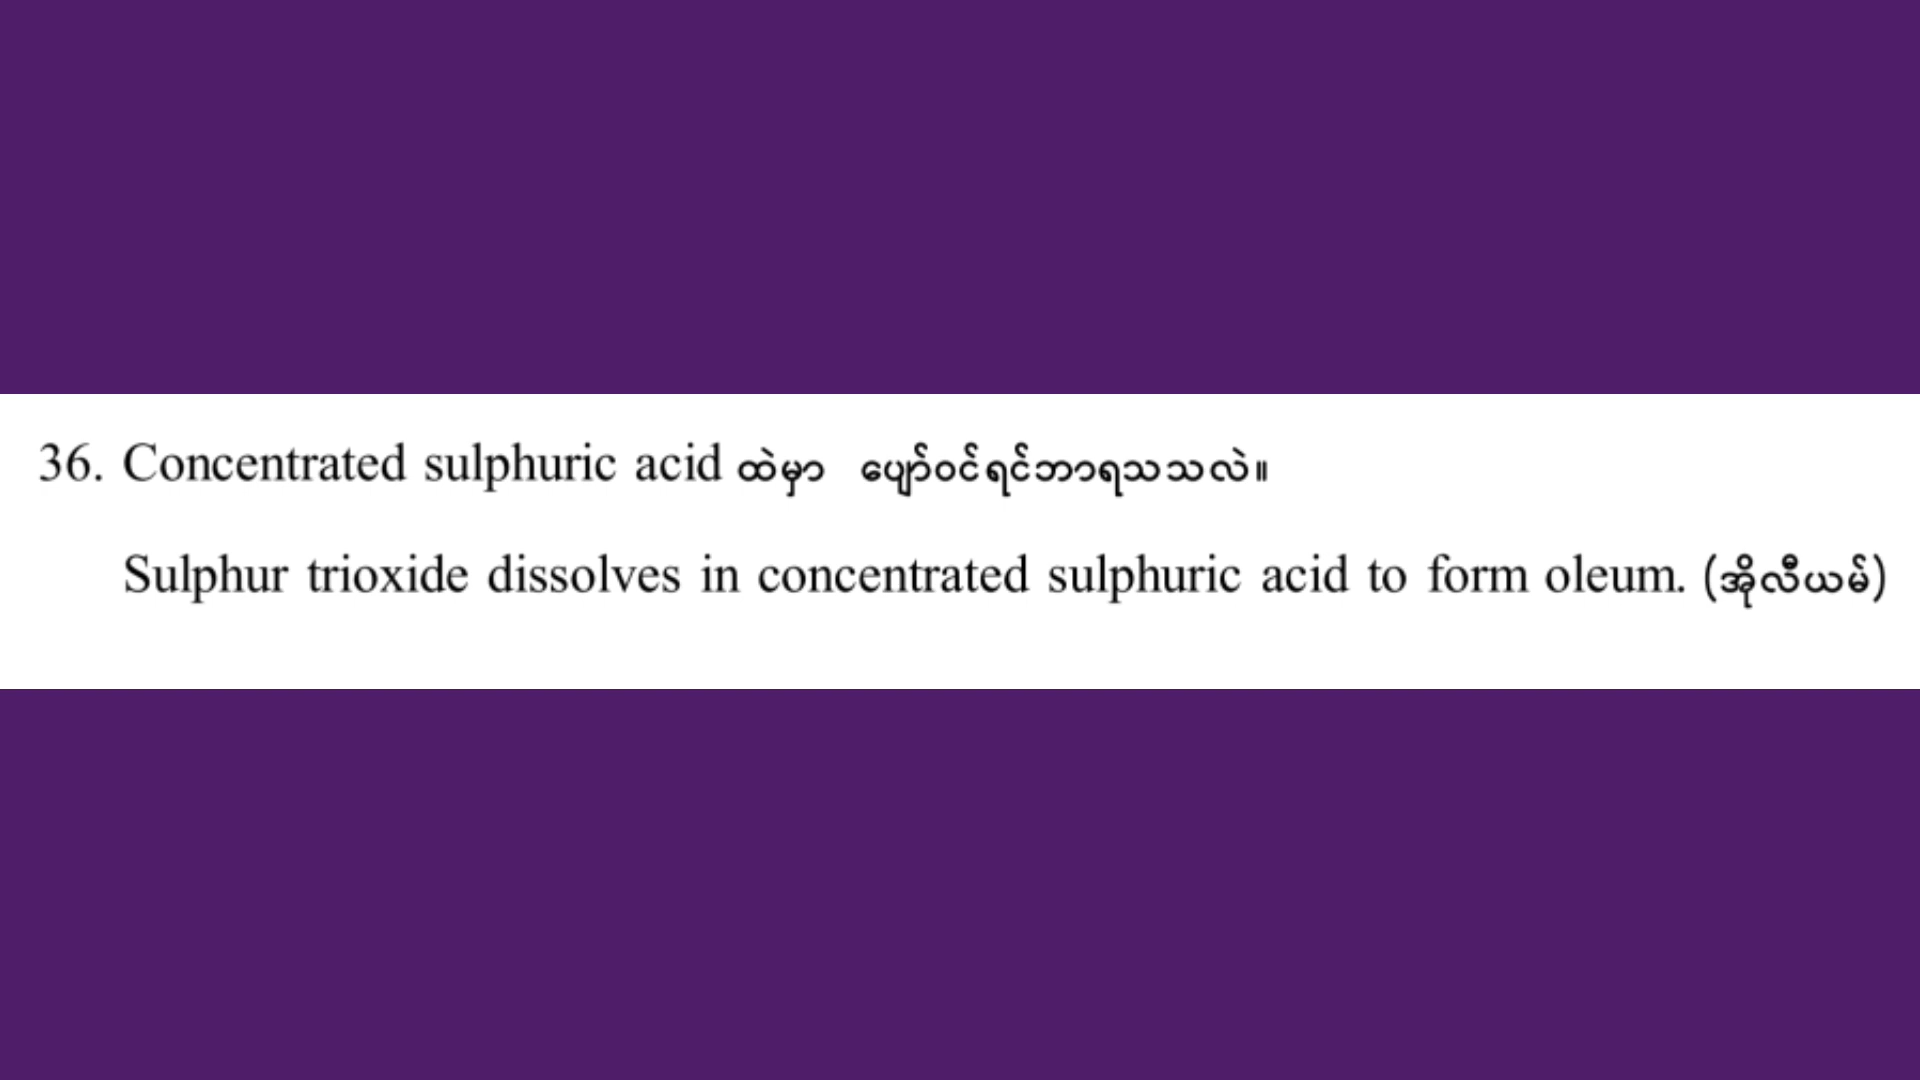 36. Concentrated sulphuric acid ထဲမှာ ပျော်ဝင်ရင်ဘာရသသလဲ။
Sulphur trioxide dissolves in concentrated sulphuric acid to form oleum. (အိုလီယမ်)